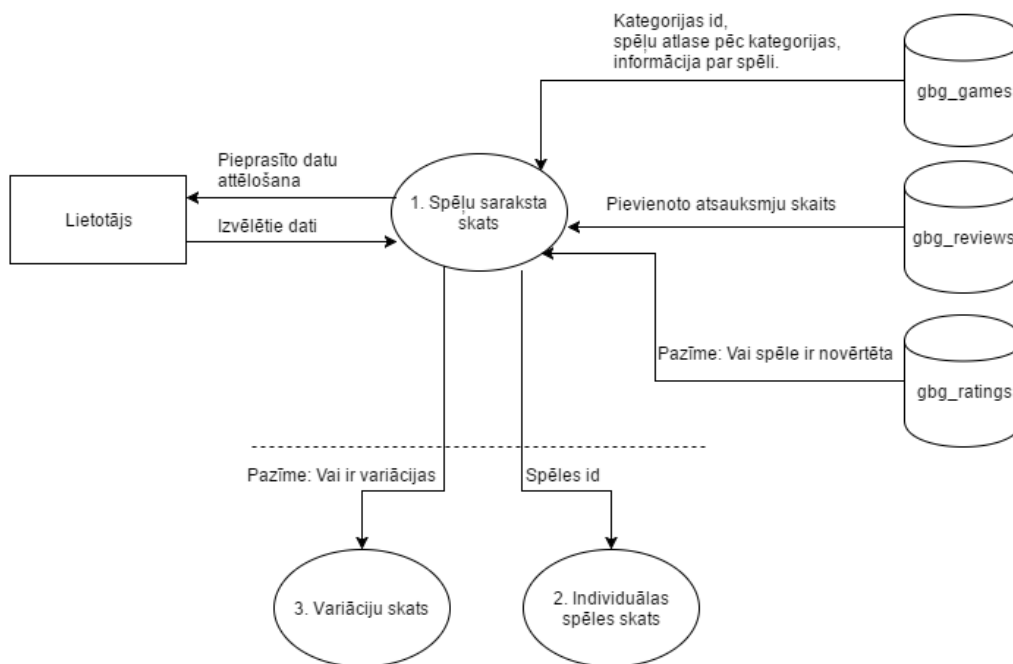 Kategorijas id,
spēļu atlase pēc kategorijas,
informācija par spēli.
gbg_games
Pieprasīto datu
attēlošana
1. Spēļu saraksta
skats
Pievienoto atsauksmju skaits
Lietotājs
Izvēlētie dati
gbg_reviews
Pazīme: Vai spēle ir novērtēta
gbg_ratings
Pazīme: Vai ir variācijas
Spēles id
3. Variāciju skats
2. Individuālas
spēles skats